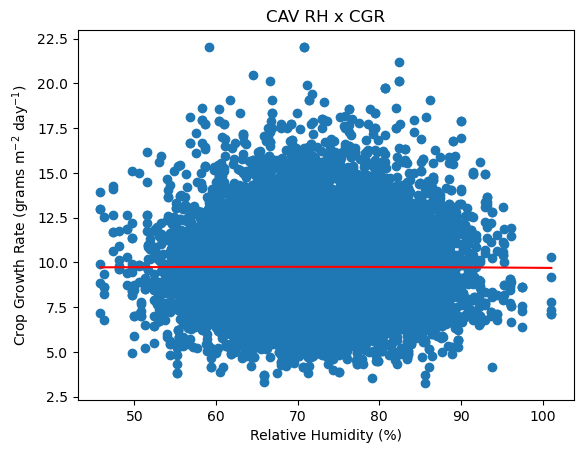 CAV RH x CGR
22.5
20.0
17.5
15.0
12.5
10.0
7.5
5.0
2.5
Crop Growth Rate (grams m⁻² day⁻¹)
50 60 70 80 90 100
Relative Humidity (%)